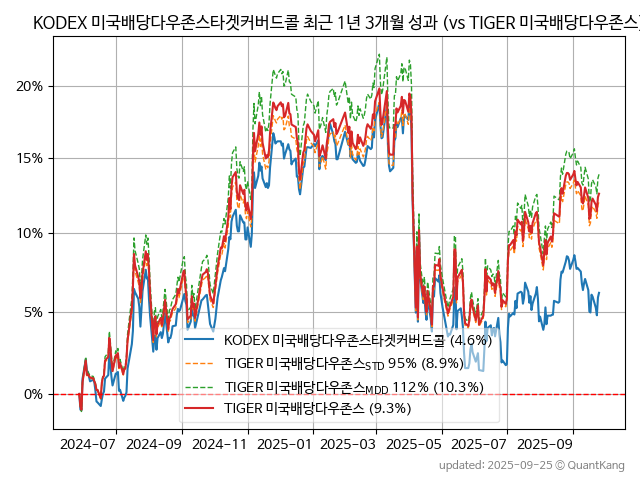 KODEX 미국배당다우존스타겟커버드콜 최근 1년 3개월 성과 (vs TIGER 미국배당다우존스)
20%
15%
10%
5%
0%
KODEX 미국배당다우존스타겟커버드콜 (4.6%)
TIGER 미국배당다우존스STD 95% (8.9%)
TIGER 미국배당다우존스MDD 112% (10.3%)
TIGER 미국배당다우존스 (9.3%)
2024-07 2024-09 2024-11 2025-01 2025-03 2025-05 2025-07 2025-09
updated: 2025-09-25 © QuantKang